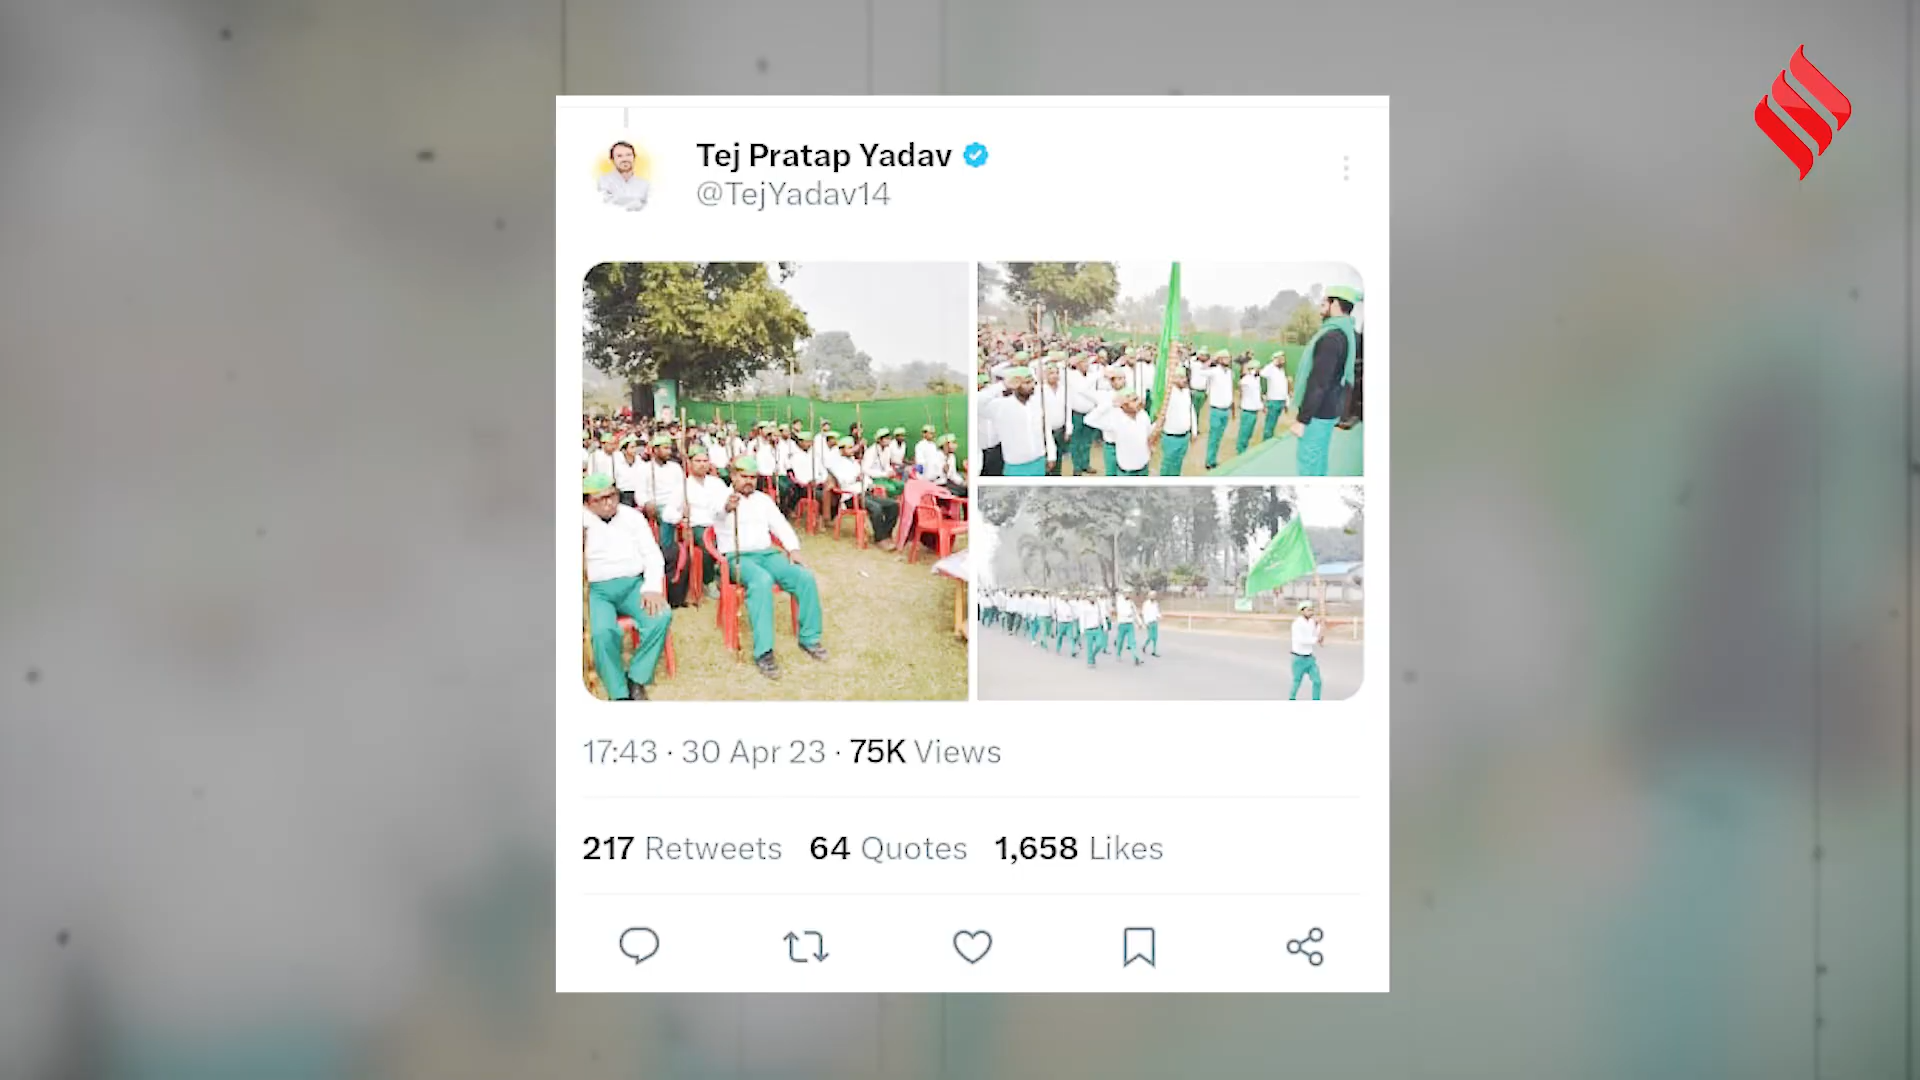 Tej Pratap Yadav
@TejYadav14
17:43 · 30 Apr 23 · 75K Views
217 Retweets 64 Quotes 1,658 Likes